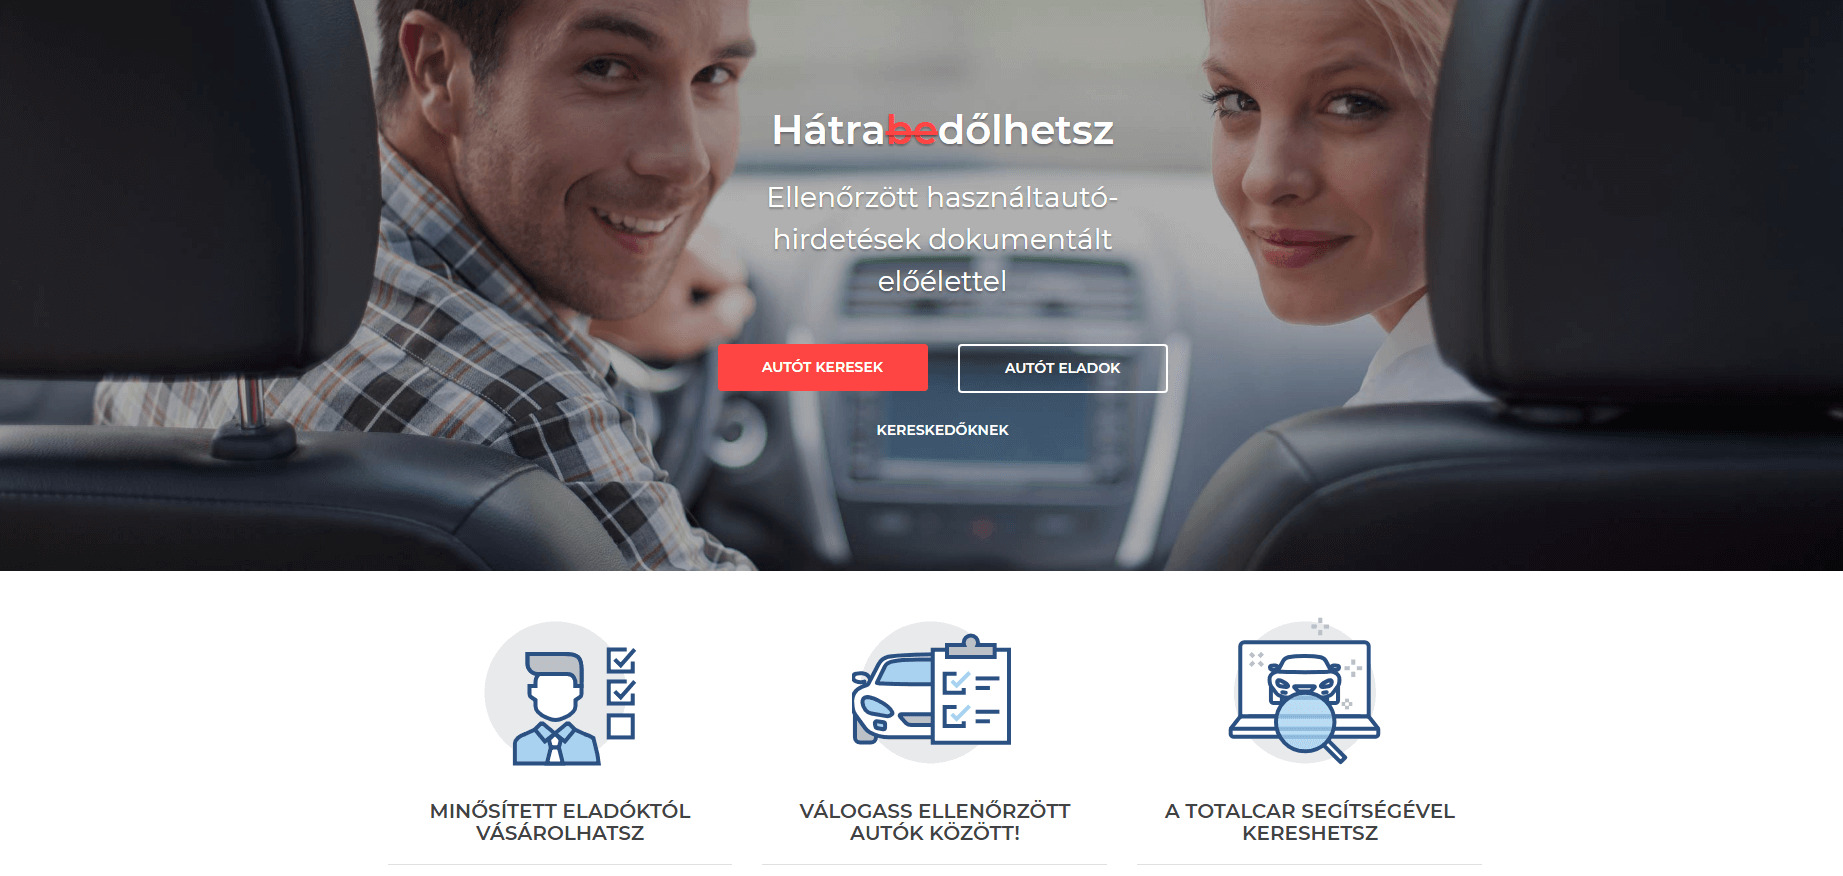 Hátrabedőlhetsz
Ellenőrzött használtautó-
hirdetések dokumentált
előélettel
AUTÓT KERESEK
AUTÓT ELADOK
KERESKEDŐKNEK
MINŐSÍTETT ELADÓKTÓL
VÁSÁROLHATSZ
VÁLOGASS ELLENŐRZÖTT
AUTÓK KÖZÖTT!
A TOTALCAR SEGÍTSÉGÉVEL
KERESHETSZ